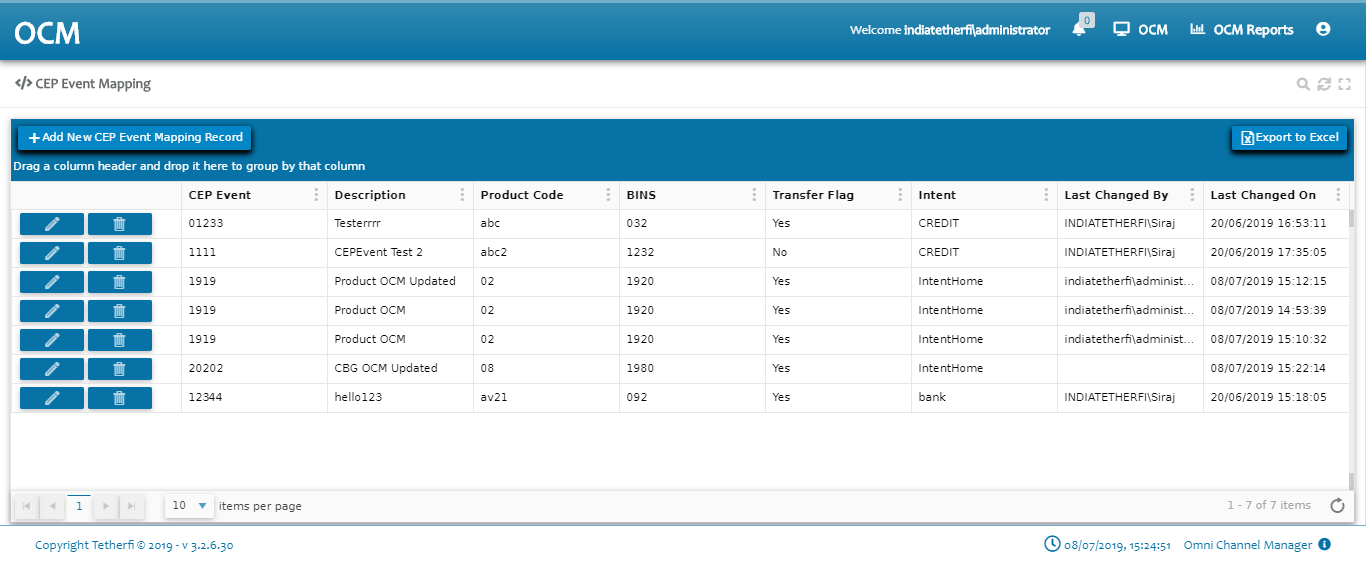 OCM Welcome indiatetherfi\administrator 0 OCM OCM Reports
</> CEP Event Mapping
+ Add New CEP Event Mapping Record Export to Excel
Drag a column header and drop it here to group by that column
CEP Event Description Product Code BINS Transfer Flag Intent Last Changed By Last Changed On
01233 Testerrrr abc 032 Yes CREDIT INDIATETHERFI\Siraj 20/06/2019 16:53:11
1111 CEPEvent Test 2 abc2 1232 No CREDIT INDIATETHERFI\Siraj 20/06/2019 17:35:05
1919 Product OCM Updated 02 1920 Yes IntentHome indiatetherfi\administ... 08/07/2019 15:12:15
1919 Product OCM 02 1920 Yes IntentHome indiatetherfi\administ... 08/07/2019 14:53:39
1919 Product OCM 02 1920 Yes IntentHome indiatetherfi\administ... 08/07/2019 15:10:32
20202 CBG OCM Updated 08 1980 Yes IntentHome 08/07/2019 15:22:14
12344 hello123 av21 092 Yes bank INDIATETHERFI\Siraj 20/06/2019 15:18:05
1 10 items per page 1 - 7 of 7 items
Copyright Tetherfi © 2019 - v 3.2.6.30 08/07/2019, 15:24:51 Omni Channel Manager